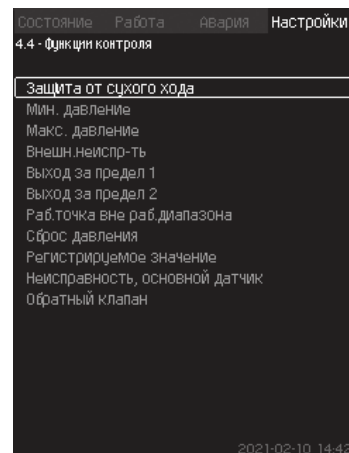 Состояние Работа Авария Настройки
4.4 - Функции контроля
Защита от сухого хода
Мин. давление
Макс. давление
Внешн.неиспр-ть
Выход за предел 1
Выход за предел 2
Раб.точка вне раб.диапазона
Сброс давления
Регистрируемое значение
Неисправность, основной датчик
Обратный клапан
2021-02-10 14:42